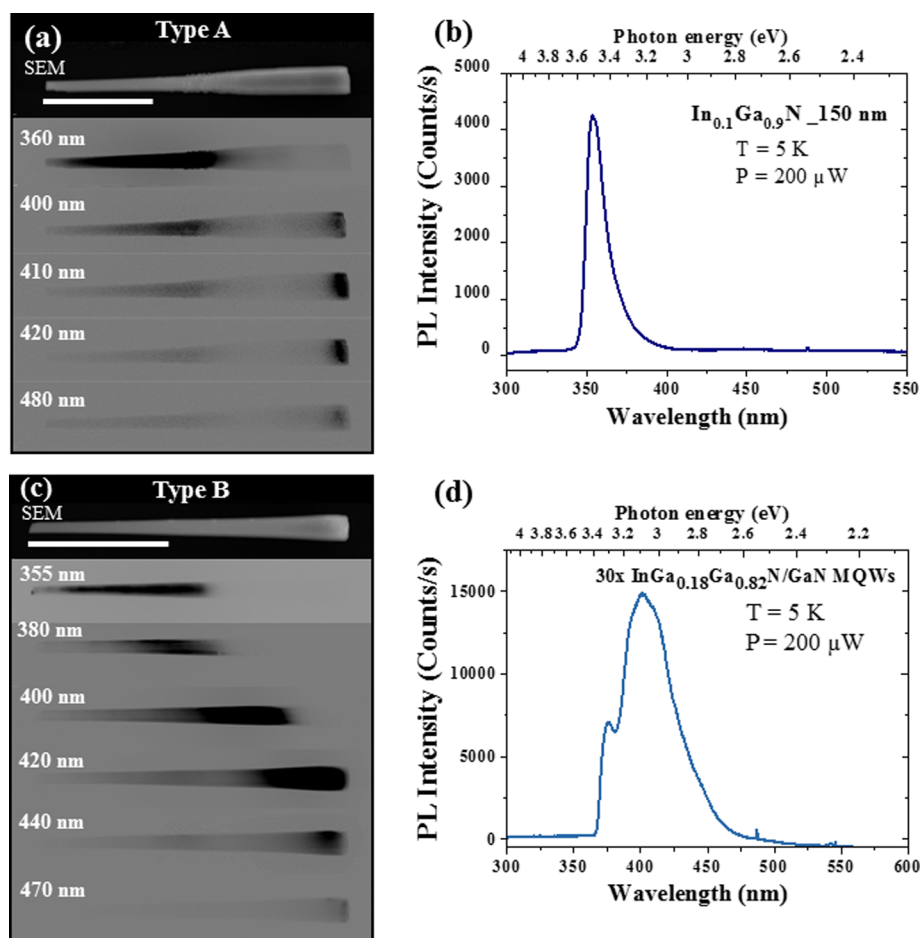 (a)
Type A
SEM
360 nm
400 nm
410 nm
420 nm
480 nm
(b)
Photon energy (eV)
4 3.8 3.6 3.4 3.2 3 2.8 2.6 2.4
PL Intensity (Counts/s)
5000
4000
3000
2000
1000
0
In0.1Ga0.9N _150 nm
T = 5 K
P = 200 µW
300 350 400 450 500 550
Wavelength (nm)
(c)
Type B
SEM
355 nm
380 nm
400 nm
420 nm
440 nm
470 nm
(d)
Photon energy (eV)
4 3.8 3.6 3.4 3.2 3 2.8 2.6 2.4 2.2
PL Intensity (Counts/s)
15000
10000
5000
0
30x InGa0.18Ga0.82N/GaN MQWs
T = 5 K
P = 200 µW
300 350 400 450 500 550 600
Wavelength (nm)